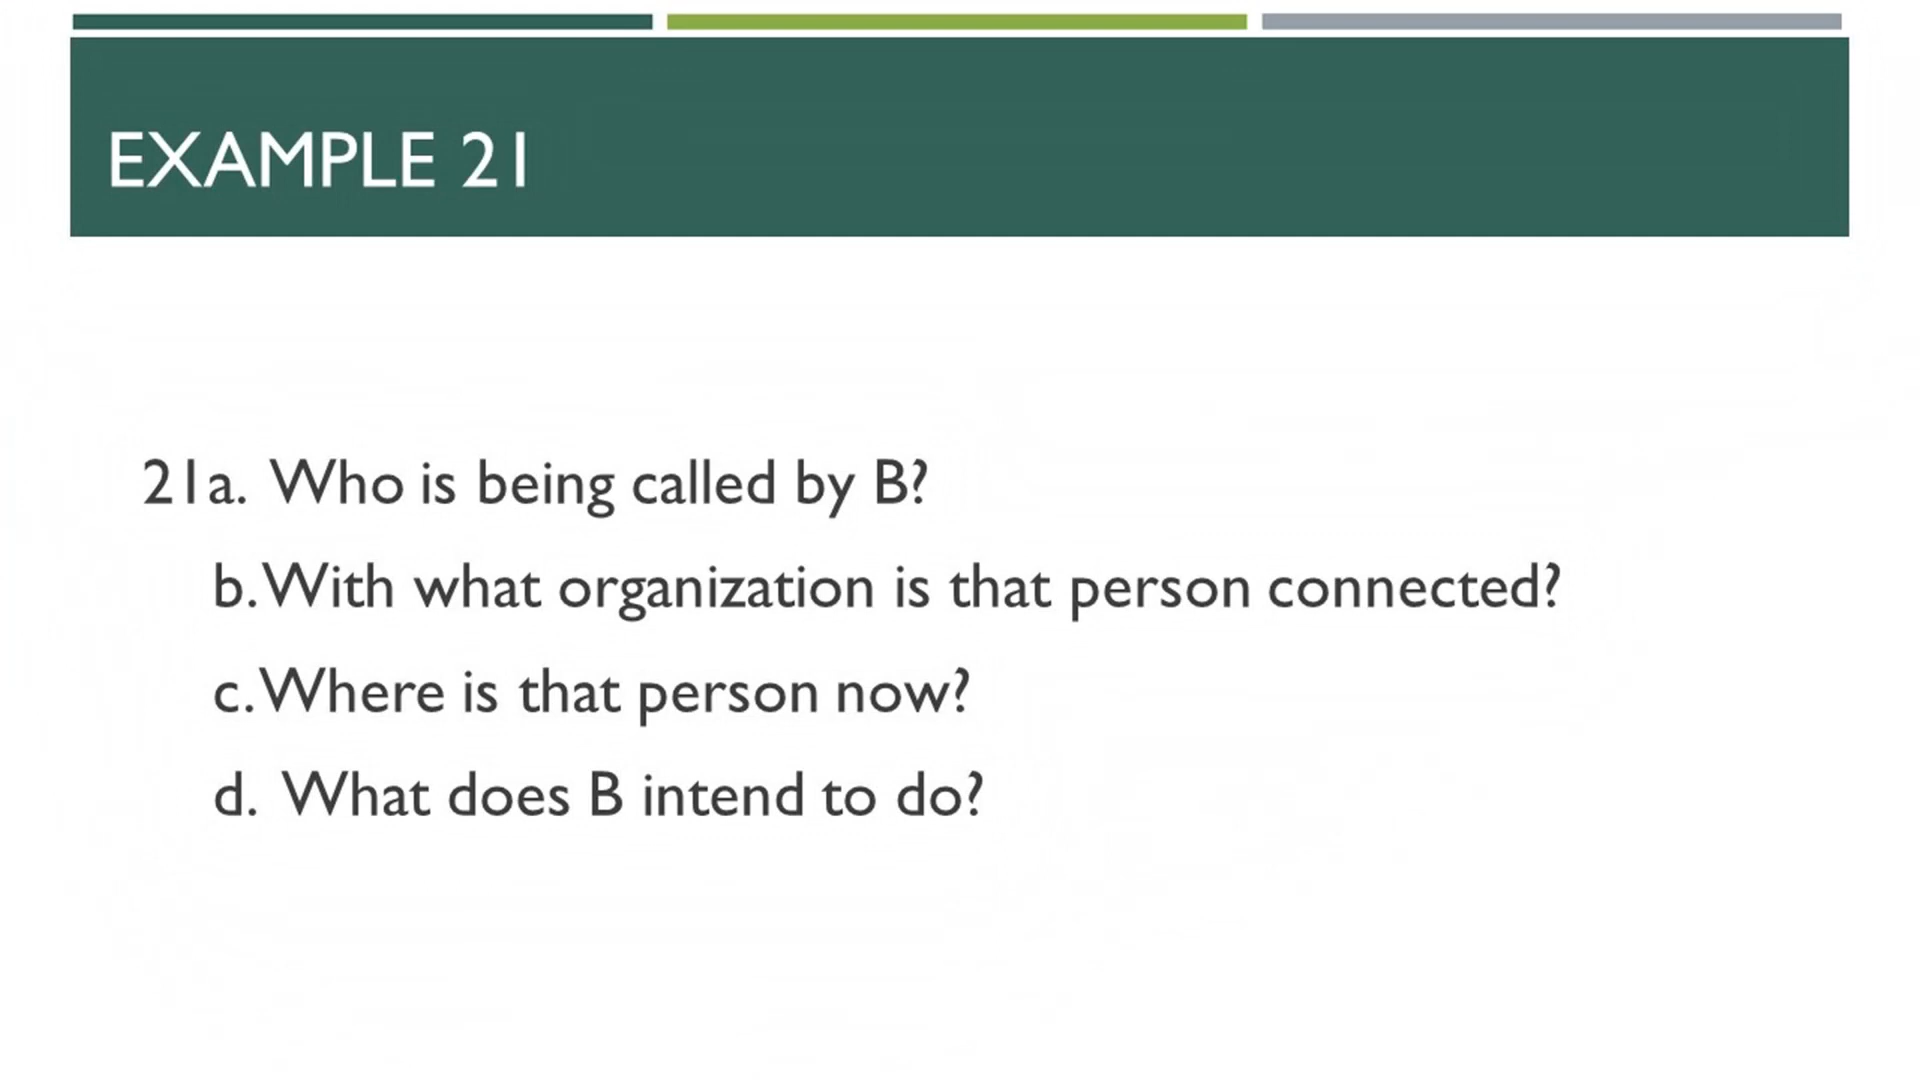 EXAMPLE 21
21a. Who is being called by B?
b. With what organization is that person connected?
c. Where is that person now?
d. What does B intend to do?